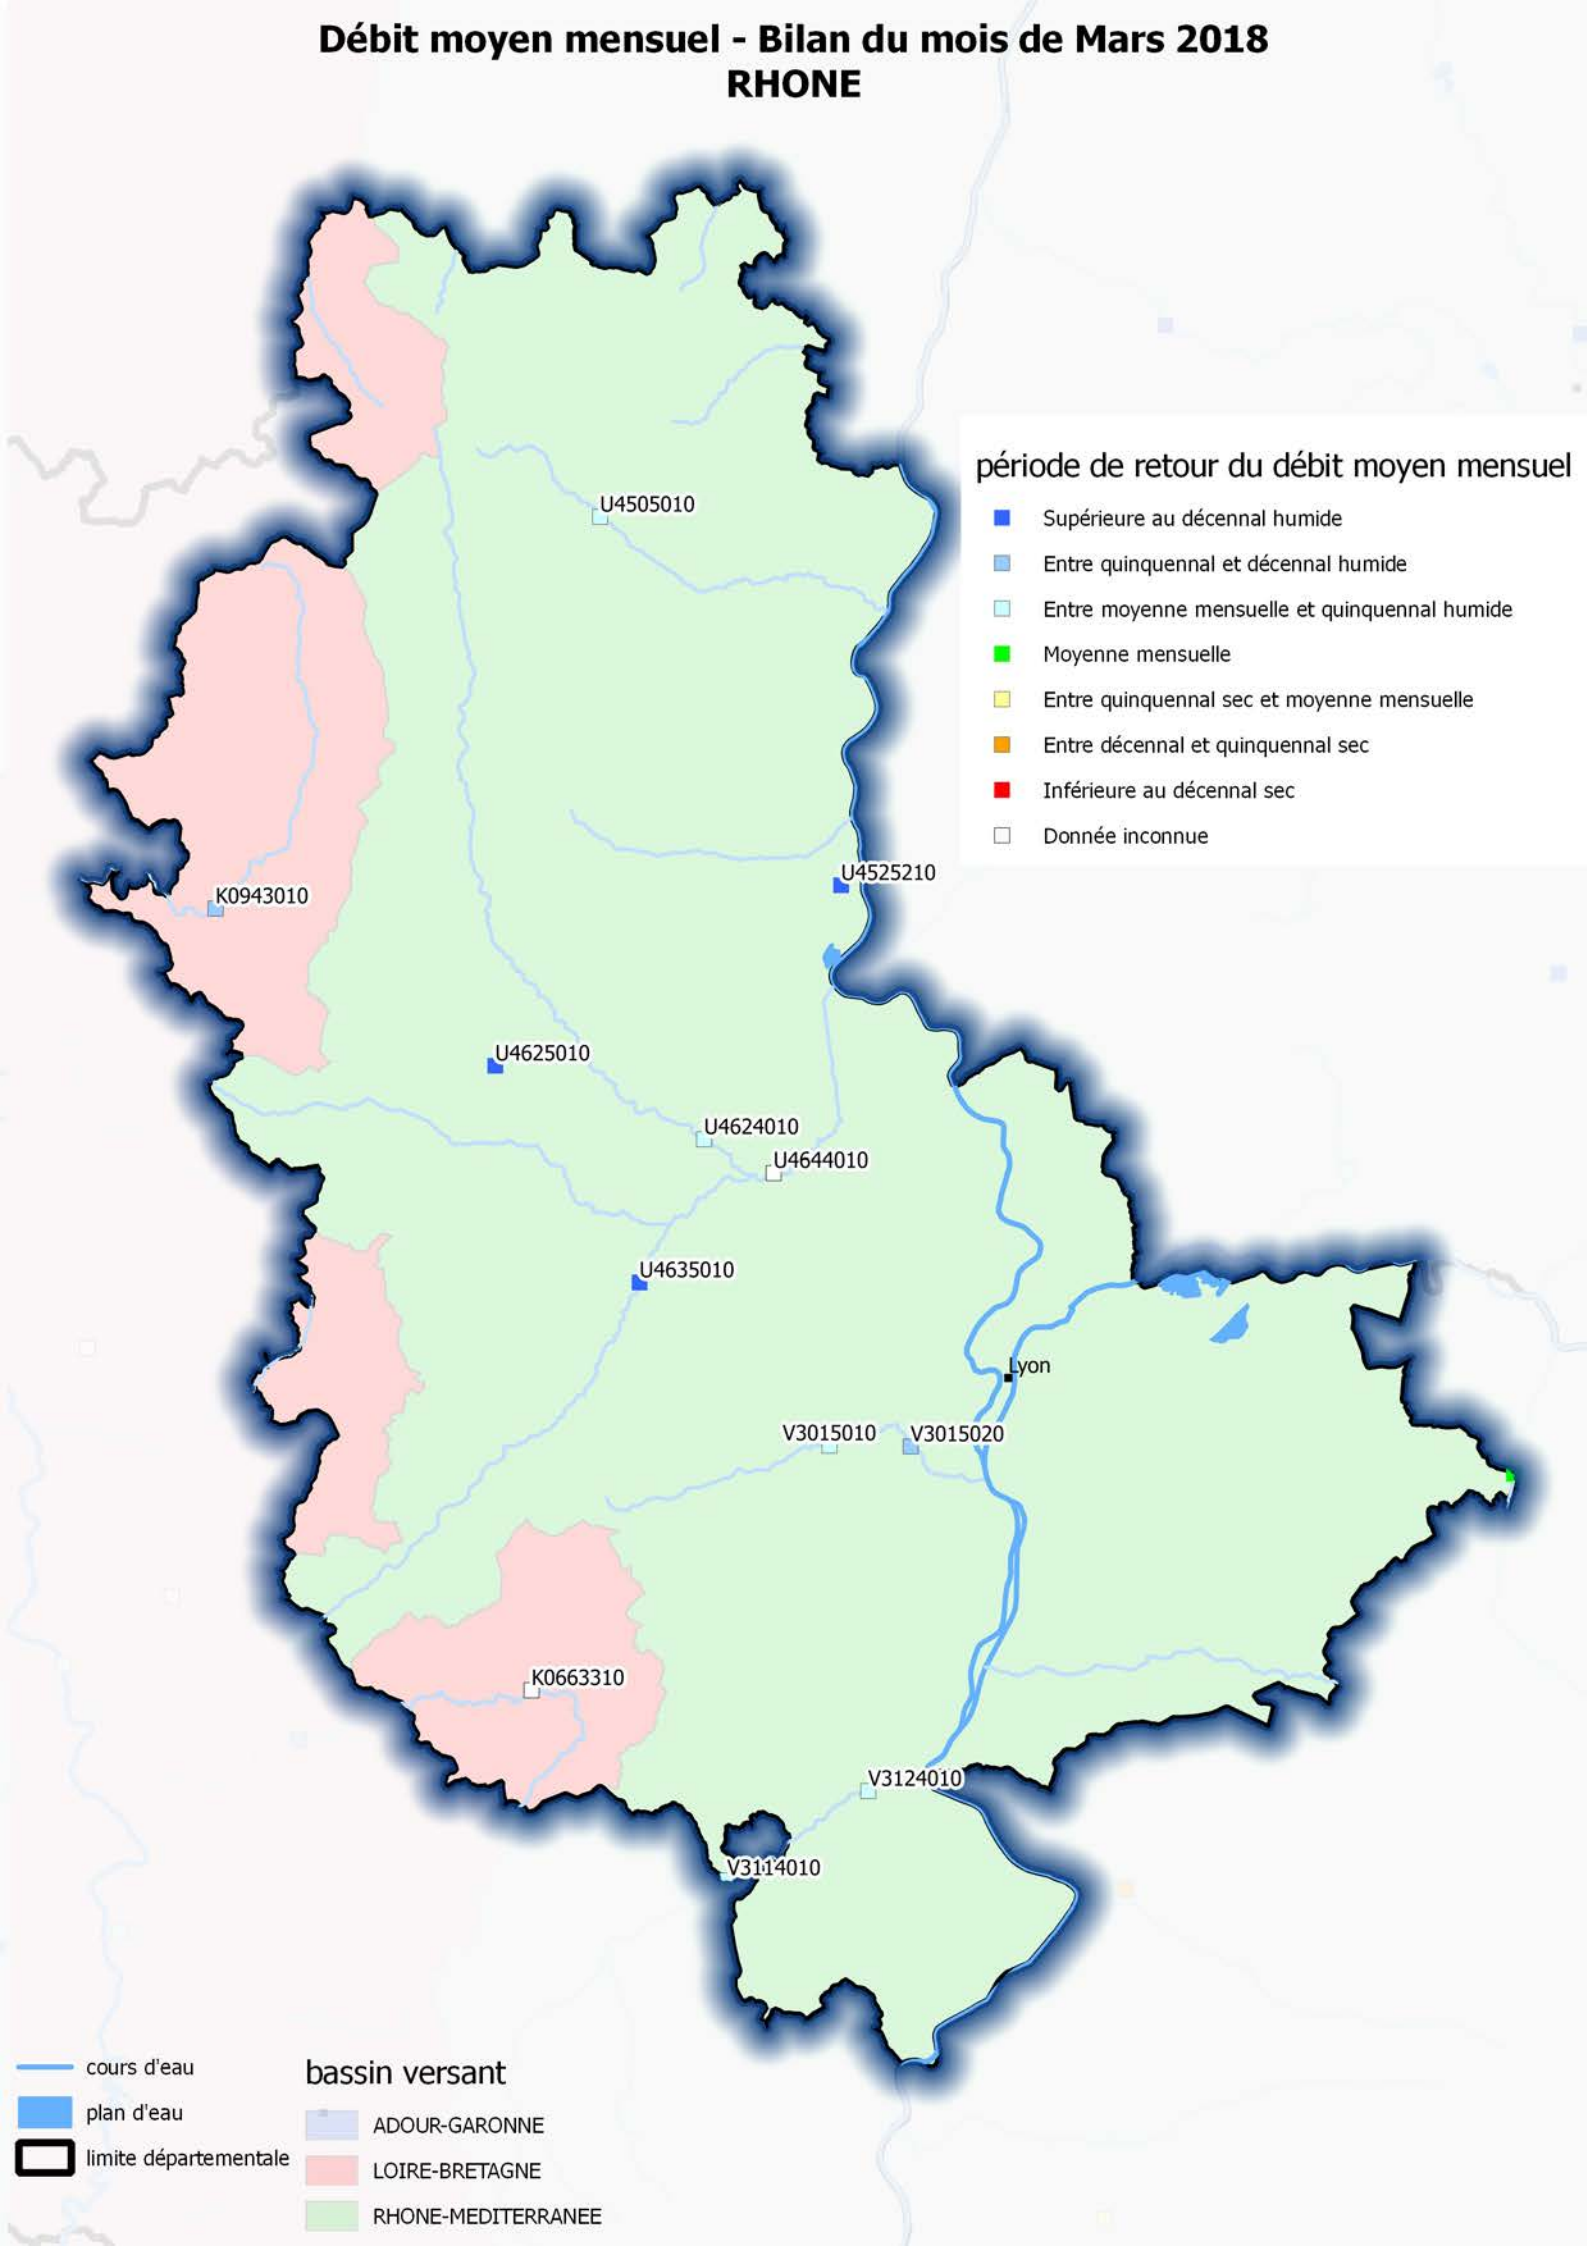 Débit moyen mensuel - Bilan du mois de Mars 2018
RHONE
période de retour du débit moyen mensuel
Supérieure au décennal humide
Entre quinquennal et décennal humide
Entre moyenne mensuelle et quinquennal humide
Moyenne mensuelle
Entre quinquennal sec et moyenne mensuelle
Entre décennal et quinquennal sec
Inférieure au décennal sec
Donnée inconnue
U4505010
U4525210
K0943010
U4625010
U4624010
U4644010
U4635010
Lyon
V3015010
V3015020
K0663310
V3124010
V3114010
cours d'eau
plan d'eau
limite départementale
bassin versant
ADOUR-GARONNE
LOIRE-BRETAGNE
RHONE-MEDITERRANEE